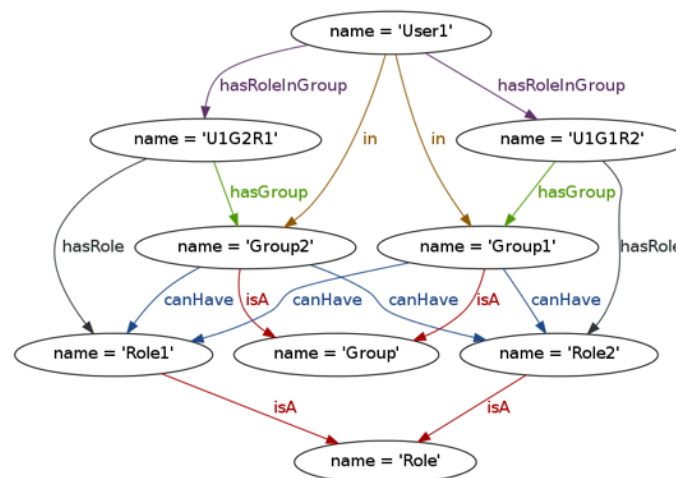 name = 'User1'
hasRoleInGroup
hasRoleInGroup
name = 'U1G2R1'
in
in
name = 'U1G1R2'
hasGroup
hasGroup
hasRole
name = 'Group2'
name = 'Group1'
hasRole
canHave
isA
canHave
canHave
isA
canHave
name = 'Role1'
name = 'Group'
name = 'Role2'
isA
isA
name = 'Role'